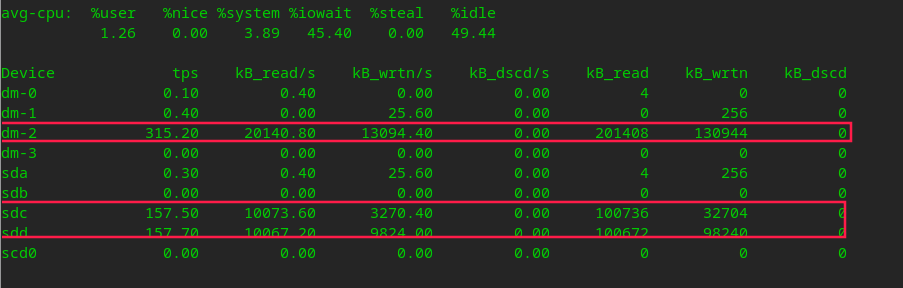 avg-cpu: %user %nice %system %iowait %steal %idle
1.26 0.00 3.89 45.40 0.00 49.44
Device tps kB_read/s kB_wrtn/s kB_dscd/s kB_read kB_wrtn kB_dscd
dm-0 0.10 0.40 0.00 0.00 4 0 0
dm-1 0.40 0.00 25.60 0.00 0 256 0
dm-2 315.20 20140.80 13094.40 0.00 201408 130944 0
dm-3 0.00 0.00 0.00 0.00 0 0 0
sda 0.30 0.40 25.60 0.00 4 256 0
sdb 0.00 0.00 0.00 0.00 0 0 0
sdc 157.50 10073.60 3270.40 0.00 100736 32704 0
sdd 157.70 10067.20 9824.00 0.00 100672 98240 0
scd0 0.00 0.00 0.00 0.00 0 0 0